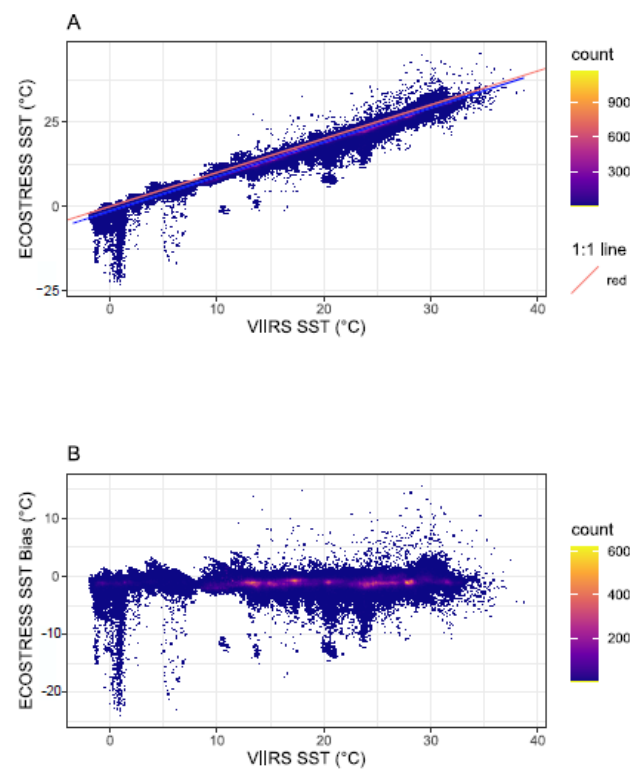 A
ECOSTRESS SST (°C)
25
0
−25
0 10 20 30 40
VIIRS SST (°C)
count
900
600
300
1:1 line
red
B
ECOSTRESS SST Bias (°C)
10
0
-10
-20
0 10 20 30 40
VIIRS SST (°C)
count
600
400
200